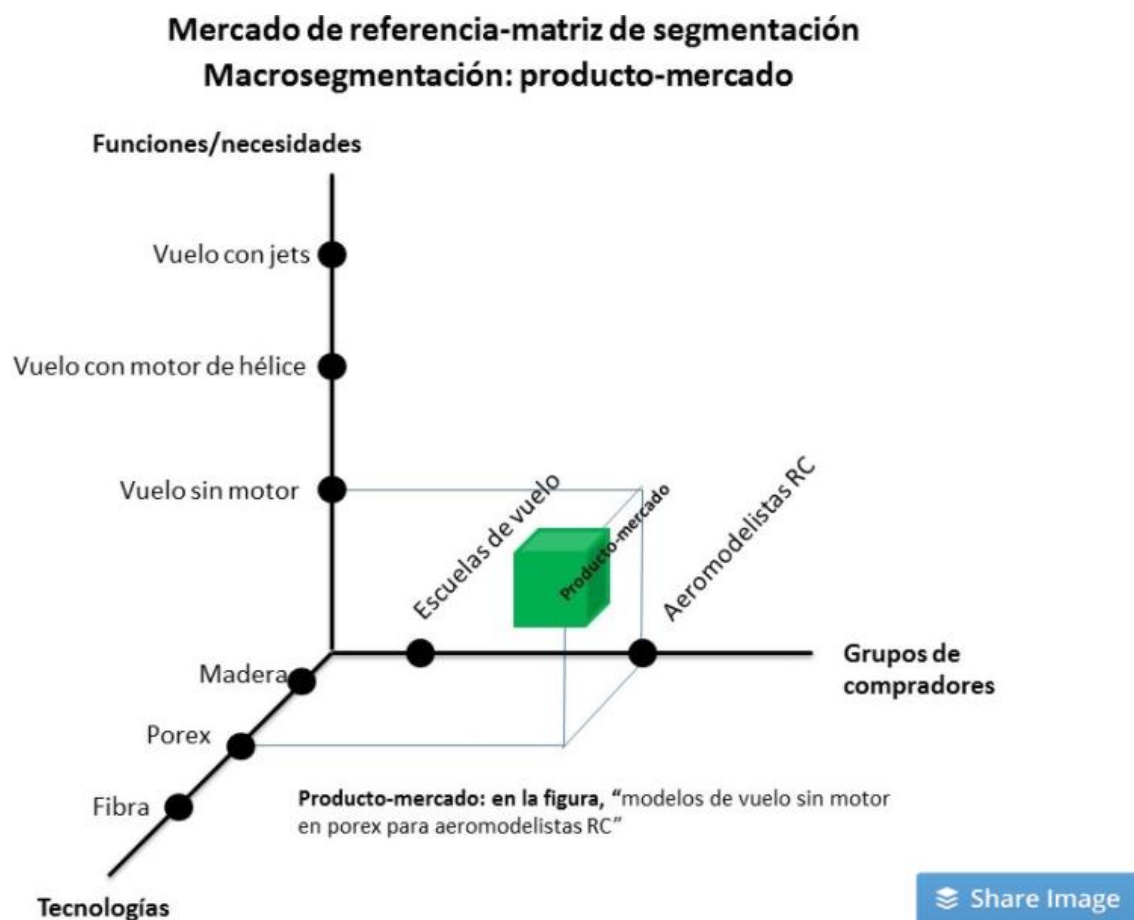 Mercado de referencia-matriz de segmentación
Macrosegmentación: producto-mercado
Funciones/necesidades
Vuelo con jets
Vuelo con motor de hélice
Vuelo sin motor
Escuelas de vuelo
Producto-mercado
Aeromodelistas RC
Grupos de
compradores
Madera
Porex
Fibra
Tecnologías
Producto-mercado: en la figura, “modelos de vuelo sin motor
en porex para aeromodelistas RC”
Share Image